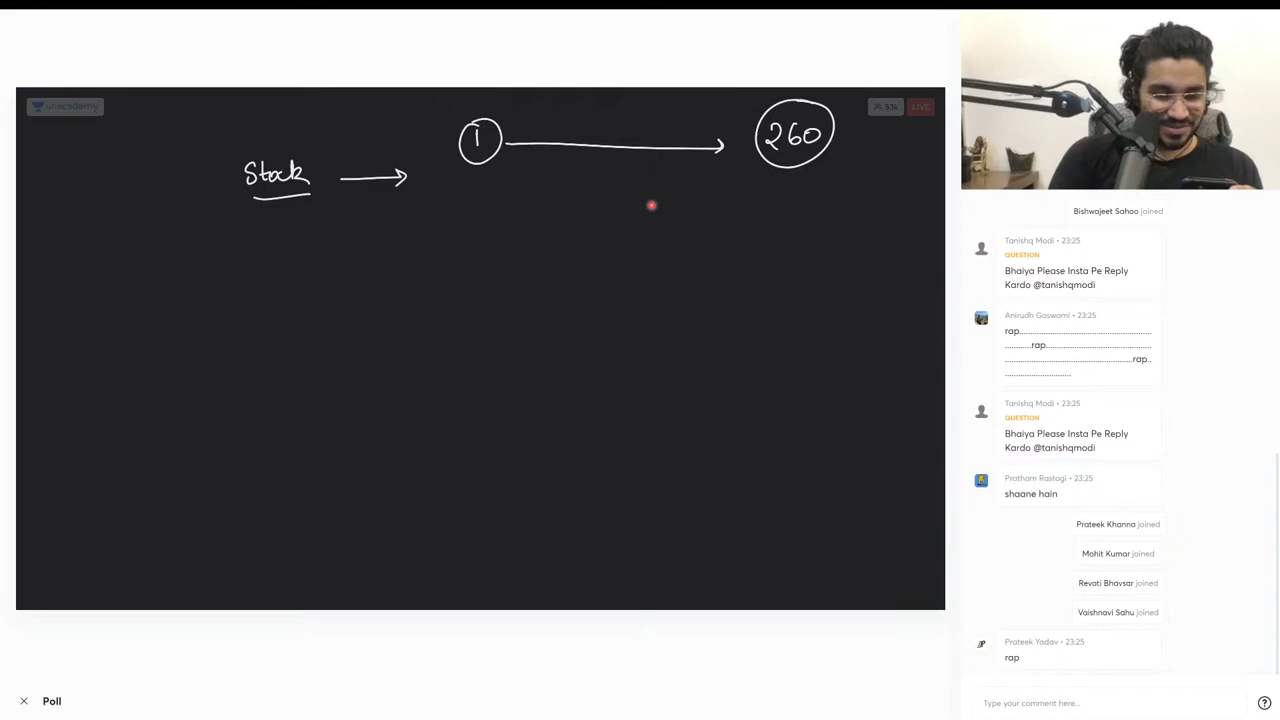 unacademy
53k
LIVE
1
260
Stock
Bishwajeet Sahoo joined
Tanishq Modi • 23:25
QUESTION
Bhaiya Please Insta Pe Reply
Kardo @tanishqmodi
Anirudh Goswami • 23:25
rap......................................................
............rap...........................................
......................................................rap..
...........................
Tanishq Modi • 23:25
QUESTION
Bhaiya Please Insta Pe Reply
Kardo @tanishqmodi
Pratham Rastogi • 23:25
shaane hain
Prateek Khanna joined
Mohit Kumar joined
Revati Bhavsar joined
Vaishnavi Sahu joined
Prateek Yadav • 23:25
rap
Poll
Type your comment here...
?